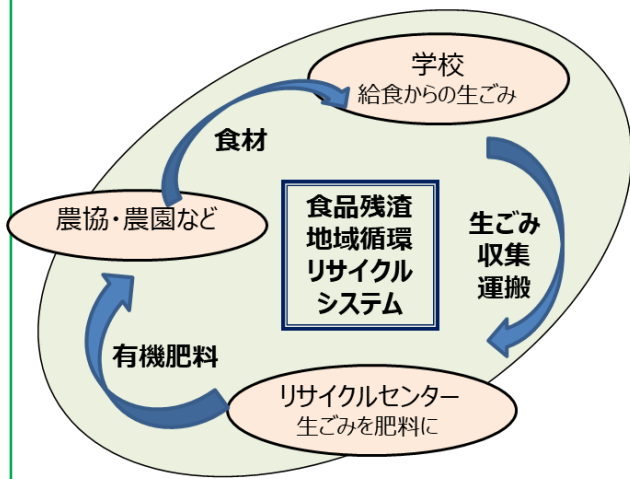 学校
給食からの生ごみ
食材
農協・農園など
食品残渣
地域循環
リサイクル
システム
生ごみ
収集
運搬
有機肥料
リサイクルセンター
生ごみを肥料に